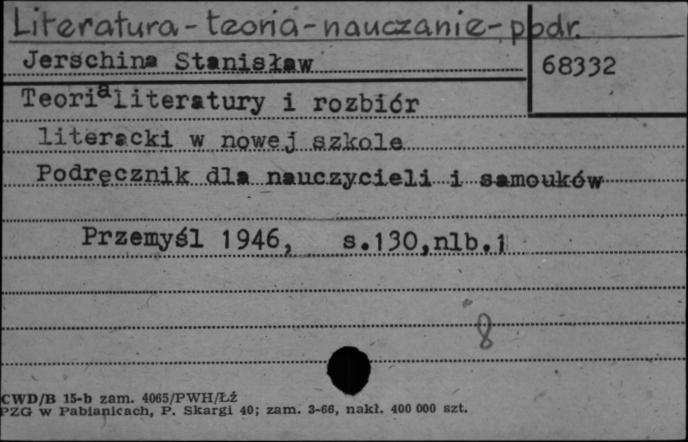 Literatura-teoria-nauczanie-podr.
Jerschina Stanisław
68332
Teoria literatury i rozbiór
literacki w nowej szkole
Podręcznik dla nauczycieli i samouków
Przemyśl 1946, s.130,nlb.1
8
CWD/B 15-b zam. 4065/PWH/ŁŹ
PZG w Pabianicach, P. Skargi 40; zam. 3-66, nakł. 400 000 szt.